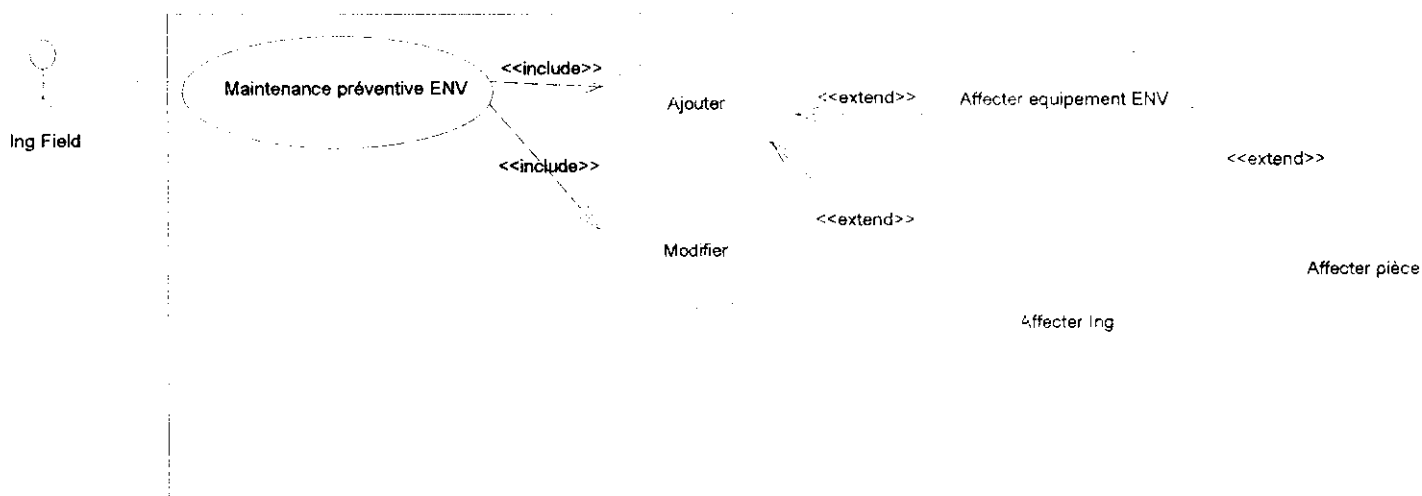 <<include>>
Maintenance préventive ENV
Ajouter
<<extend>>
Affecter equipement ENV
Ing Field
<<include>>
<<extend>>
<<extend>>
Modifier
Affecter pièce
Affecter Ing